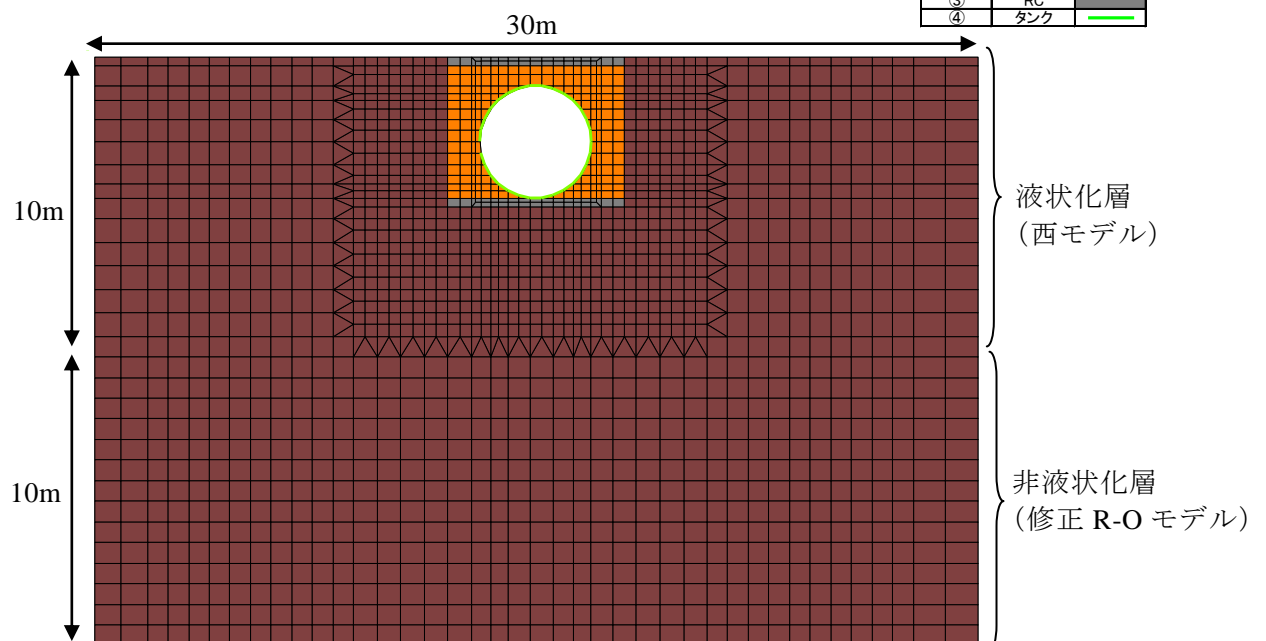 ③ RC
④ タンク
30m
10m
液状化層
（西モデル）
10m
非液状化層
（修正 R-O モデル）